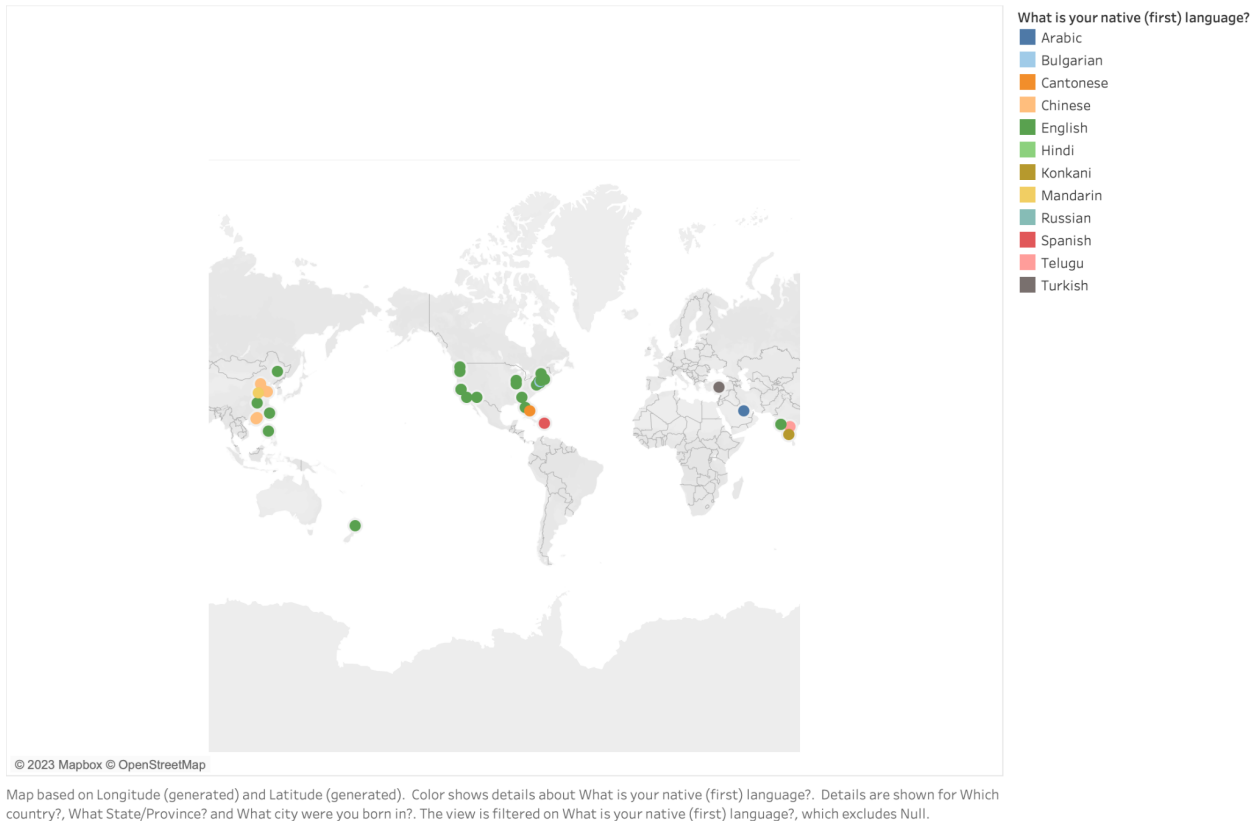 What is your native (first) language?
Arabic
Bulgarian
Cantonese
Chinese
English
Hindi
Konkani
Mandarin
Russian
Spanish
Telugu
Turkish
© 2023 Mapbox © OpenStreetMap
Map based on Longitude (generated) and Latitude (generated). Color shows details about What is your native (first) language?. Details are shown for Which
country?, What State/Province? and What city were you born in?. The view is filtered on What is your native (first) language?, which excludes Null.